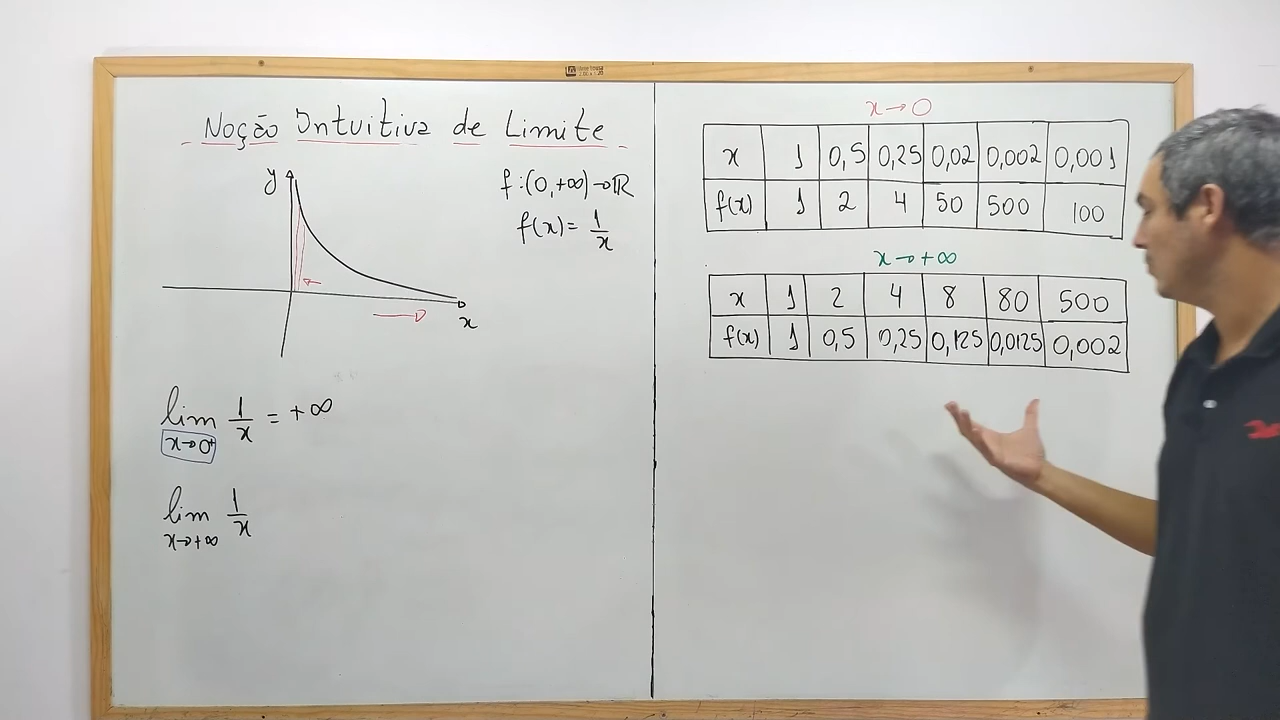 Noção Intuitiva de Limite
y
f:(0,+∞)→ℝ
f(x)= 1/x
x
lim 1/x = +∞
x→0⁺
lim 1/x
x→+∞
x→0
x 1 0,5 0,25 0,02 0,002 0,001
f(x) 1 2 4 50 500 100
x→+∞
x 1 2 4 8 80 500
f(x) 1 0,5 0,25 0,125 0,0125 0,002